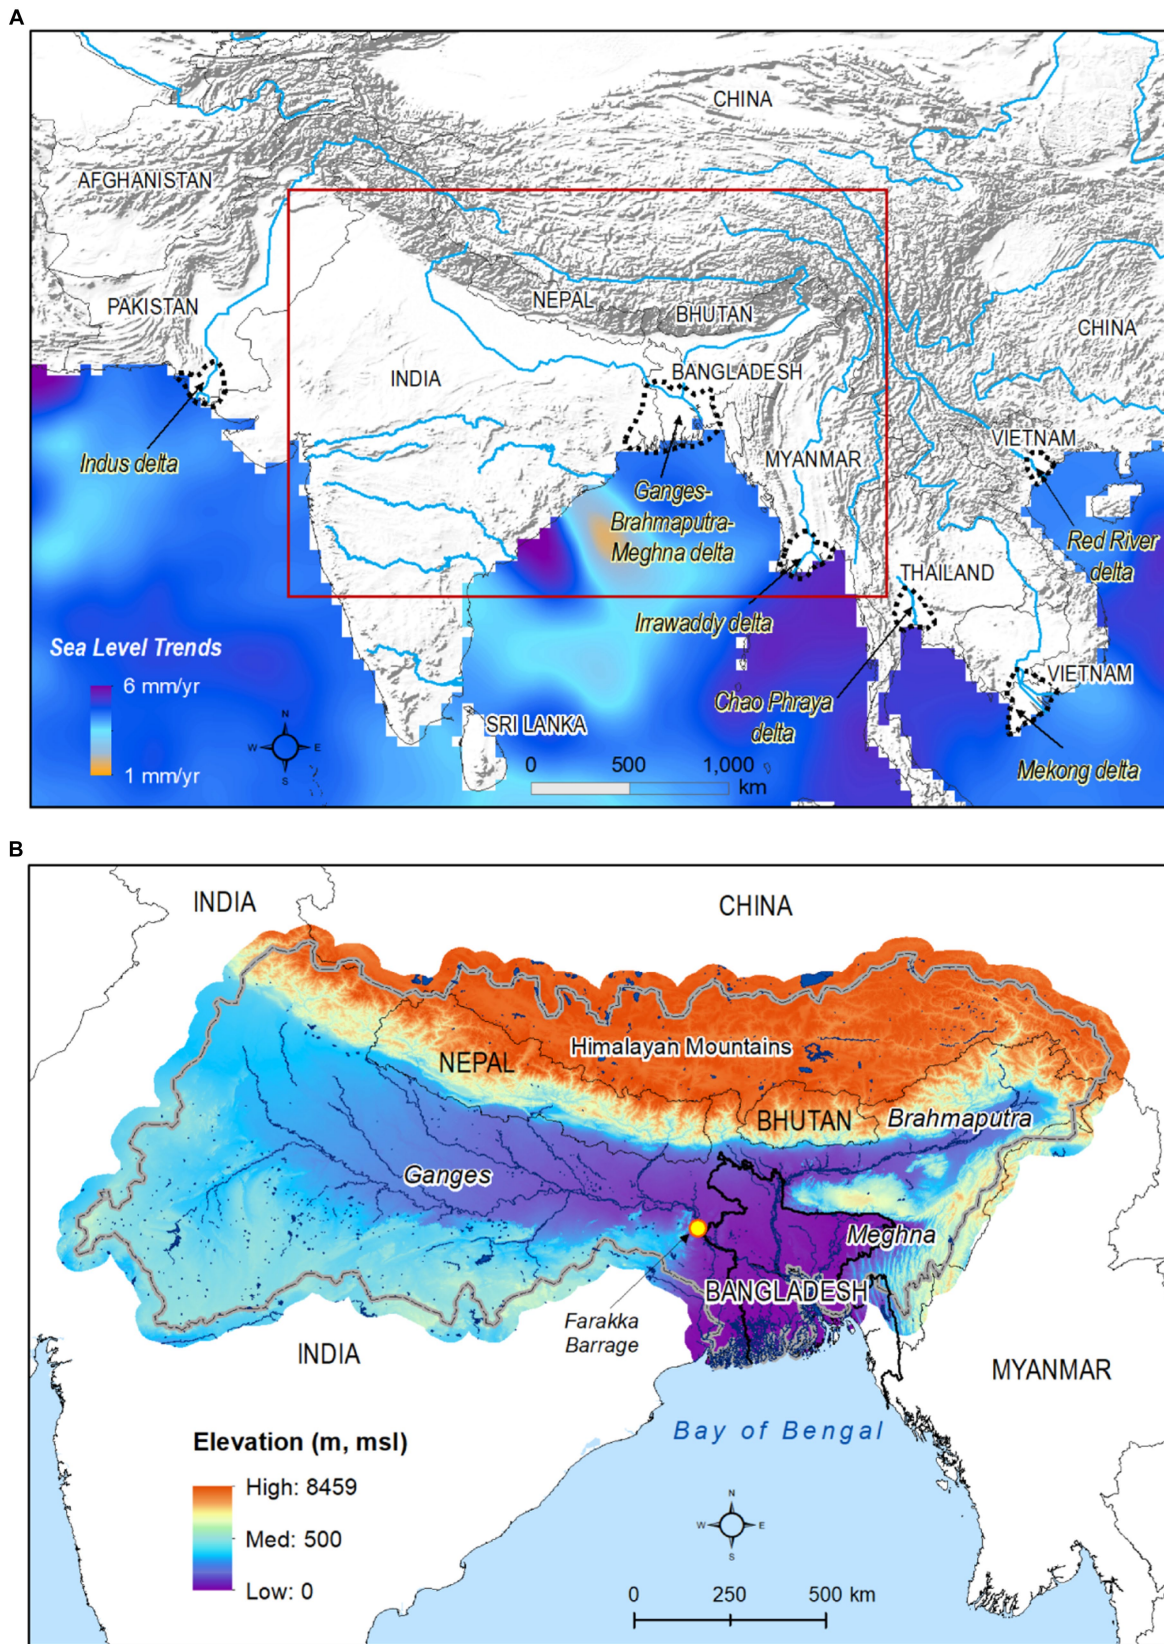 A
CHINA
AFGHANISTAN
PAKISTAN
NEPAL
BHUTAN
CHINA
INDIA
BANGLADESH
VIETNAM
MYANMAR
Indus delta
Ganges-
Brahmaputra-
Meghna delta
Red River
delta
THAILAND
Irrawaddy delta
Sea Level Trends
6 mm/yr
1 mm/yr
N
W
E
S
SRI LANKA
Chao Phraya
delta
VIETNAM
Mekong delta
0
500
1,000
km
B
INDIA
CHINA
Himalayan Mountains
NEPAL
BHUTAN
Brahmaputra
Ganges
Meghna
BANGLADESH
Farakka
Barrage
INDIA
MYANMAR
Bay of Bengal
Elevation (m, msl)
High: 8459
Med: 500
Low: 0
N
W
E
S
0
250
500 km